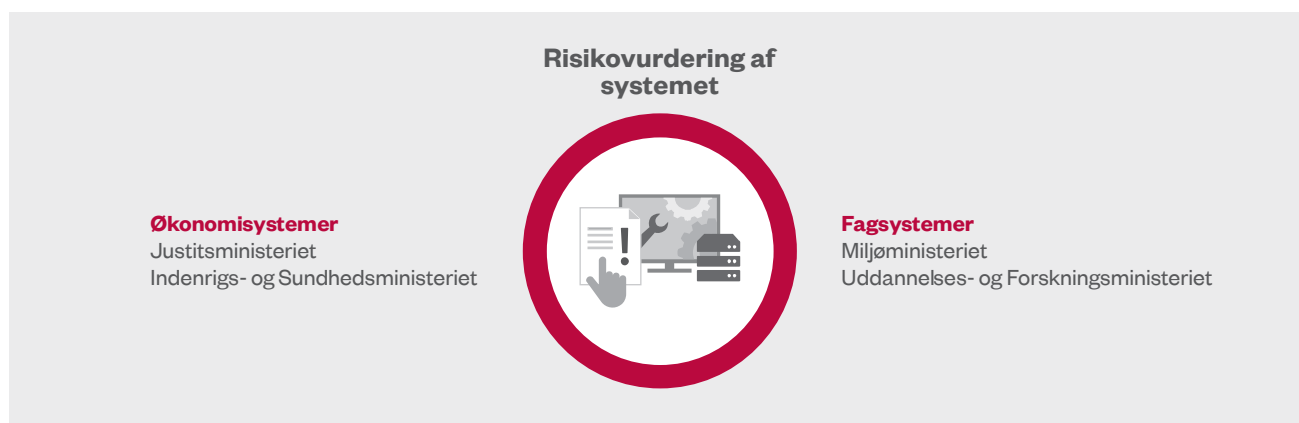 Risikovurdering af
systemet
Økonomisystemer
Justitsministeriet
Indenrigs- og Sundhedsministeriet
Fagsystemer
Miljøministeriet
Uddannelses- og Forskningsministeriet